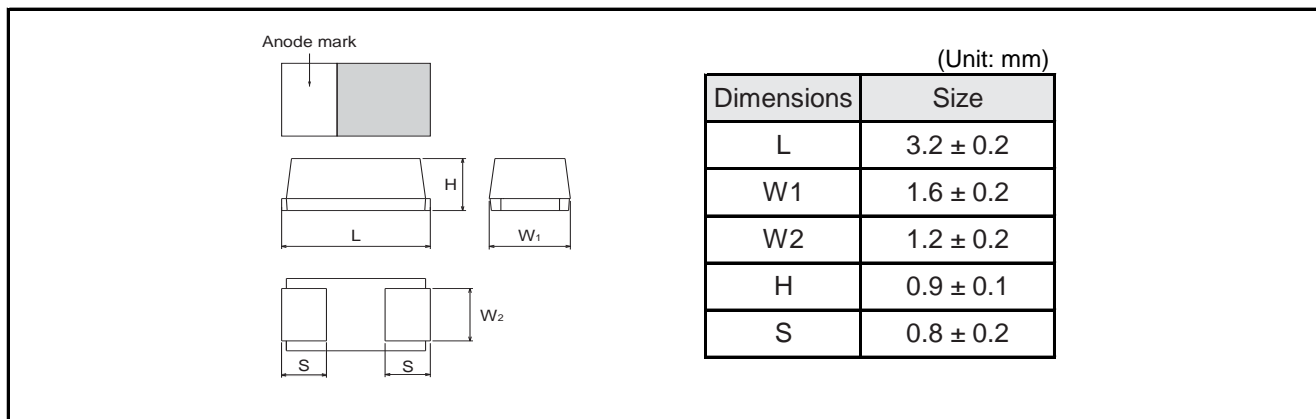 Anode mark
H
L
W1
W2
S
S
(Unit: mm)
Dimensions Size
L 3.2 ± 0.2
W1 1.6 ± 0.2
W2 1.2 ± 0.2
H 0.9 ± 0.1
S 0.8 ± 0.2